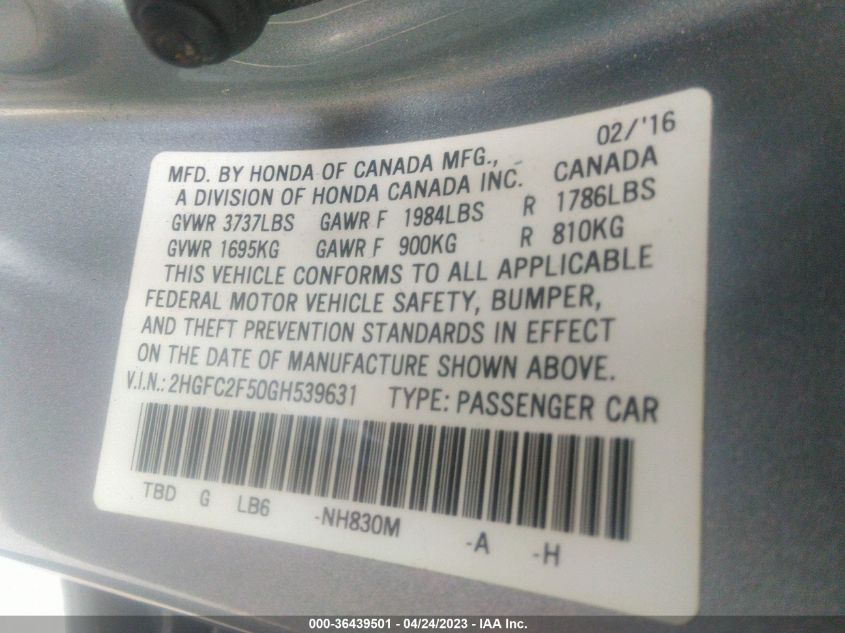 02/'16
MFD. BY HONDA OF CANADA MFG.,
A DIVISION OF HONDA CANADA INC. CANADA
GVWR 3737LBS GAWR F 1984LBS R 1786LBS
GVWR 1695KG GAWR F 900KG R 810KG
THIS VEHICLE CONFORMS TO ALL APPLICABLE
FEDERAL MOTOR VEHICLE SAFETY, BUMPER,
AND THEFT PREVENTION STANDARDS IN EFFECT
ON THE DATE OF MANUFACTURE SHOWN ABOVE.
V.I.N.: 2HGFC2F50GH539631 TYPE: PASSENGER CAR
TBD G LB6 -NH830M -A -H
000-36439501 - 04/24/2023 - IAA Inc.